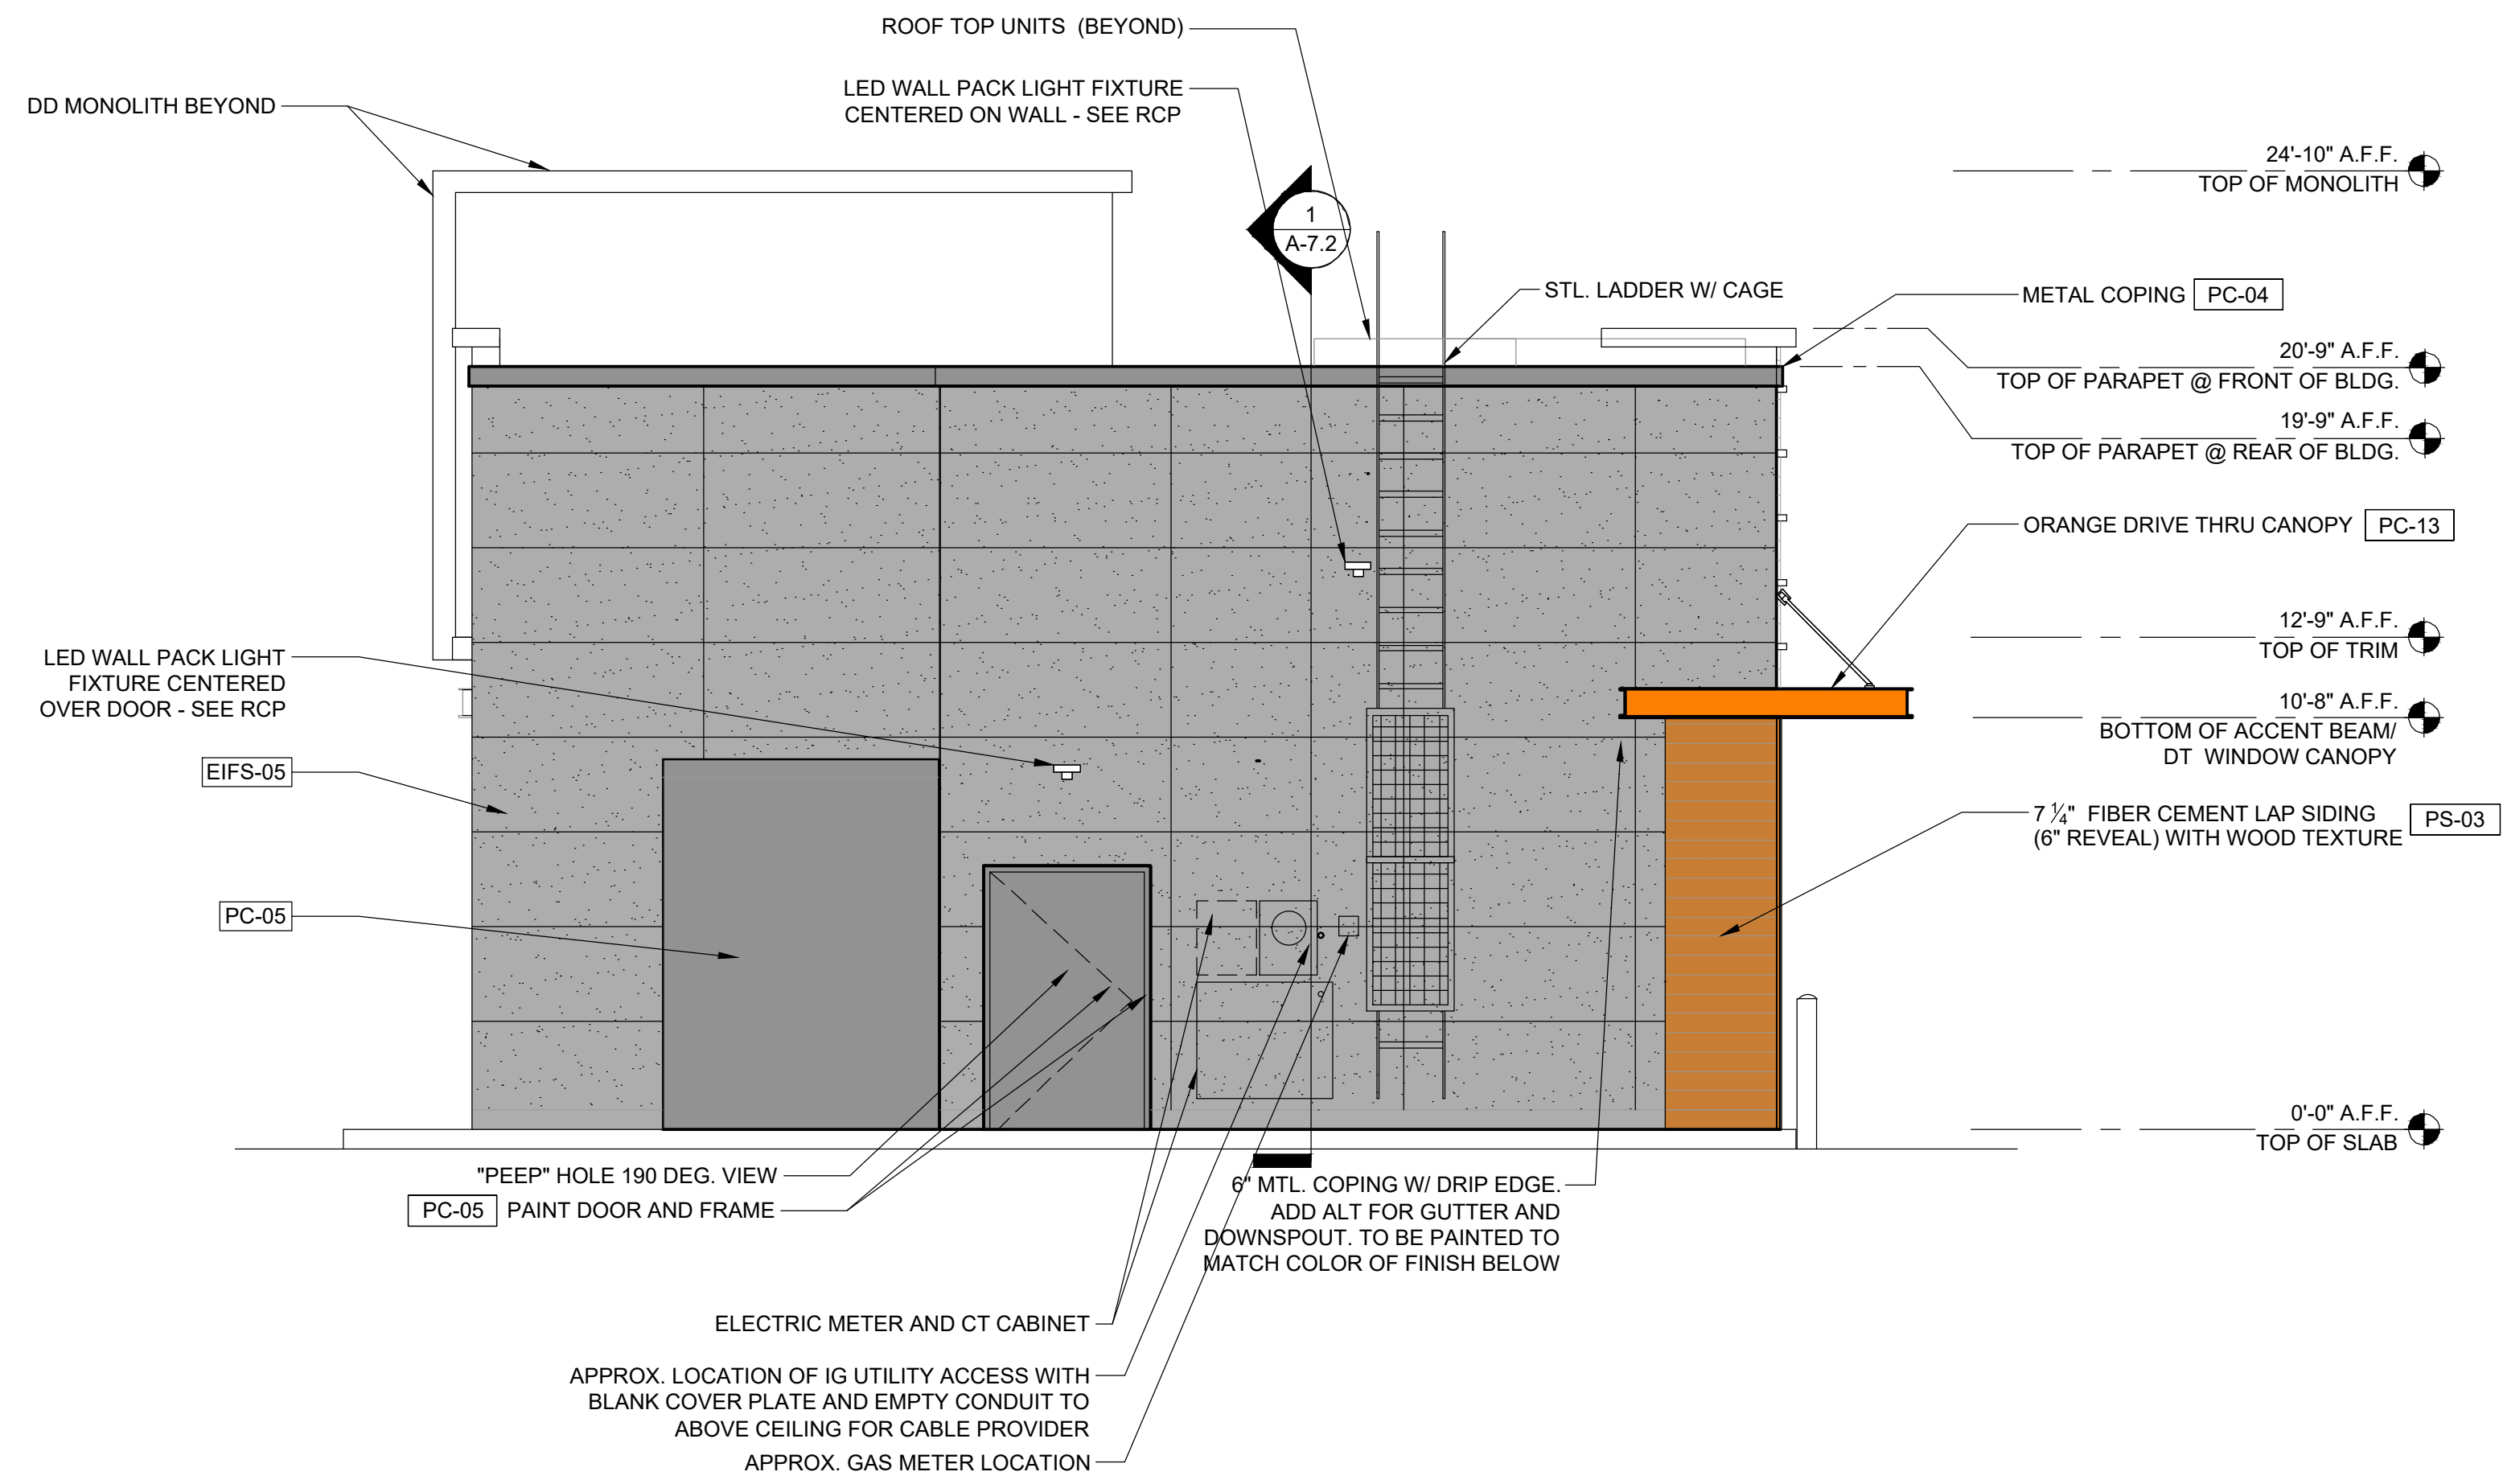 ROOF TOP UNITS (BEYOND)
LED WALL PACK LIGHT FIXTURE
CENTERED ON WALL - SEE RCP
DD MONOLITH BEYOND
24'-10" A.F.F.
TOP OF MONOLITH
1
A-7.2
STL. LADDER W/ CAGE
METAL COPING PC-04
20'-9" A.F.F.
TOP OF PARAPET @ FRONT OF BLDG.
19'-9" A.F.F.
TOP OF PARAPET @ REAR OF BLDG.
ORANGE DRIVE THRU CANOPY PC-13
12'-9" A.F.F.
TOP OF TRIM
LED WALL PACK LIGHT
FIXTURE CENTERED
OVER DOOR - SEE RCP
10'-8" A.F.F.
BOTTOM OF ACCENT BEAM/
DT WINDOW CANOPY
EIFS-05
7 1/4" FIBER CEMENT LAP SIDING
(6" REVEAL) WITH WOOD TEXTURE
PS-03
PC-05
0'-0" A.F.F.
TOP OF SLAB
"PEEP" HOLE 190 DEG. VIEW
PC-05 PAINT DOOR AND FRAME
6" MTL. COPING W/ DRIP EDGE.
ADD ALT FOR GUTTER AND
DOWNSPOUT. TO BE PAINTED TO
MATCH COLOR OF FINISH BELOW
ELECTRIC METER AND CT CABINET
APPROX. LOCATION OF IG UTILITY ACCESS WITH
BLANK COVER PLATE AND EMPTY CONDUIT TO
ABOVE CEILING FOR CABLE PROVIDER
APPROX. GAS METER LOCATION